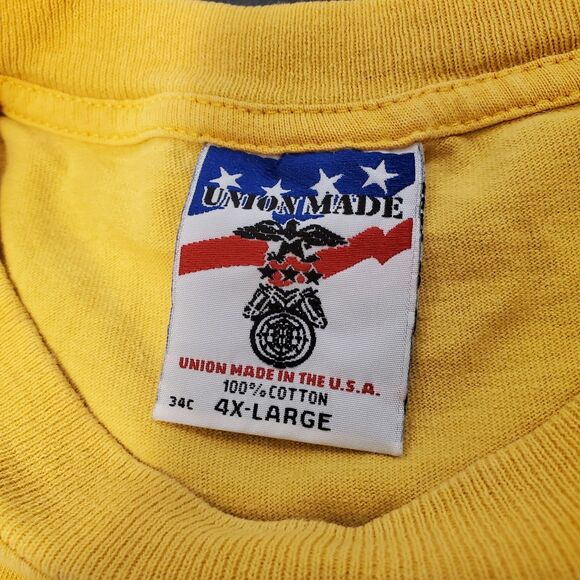 UNION MADE
UNION MADE IN THE U.S.A.
100% COTTON
34C 4X-LARGE